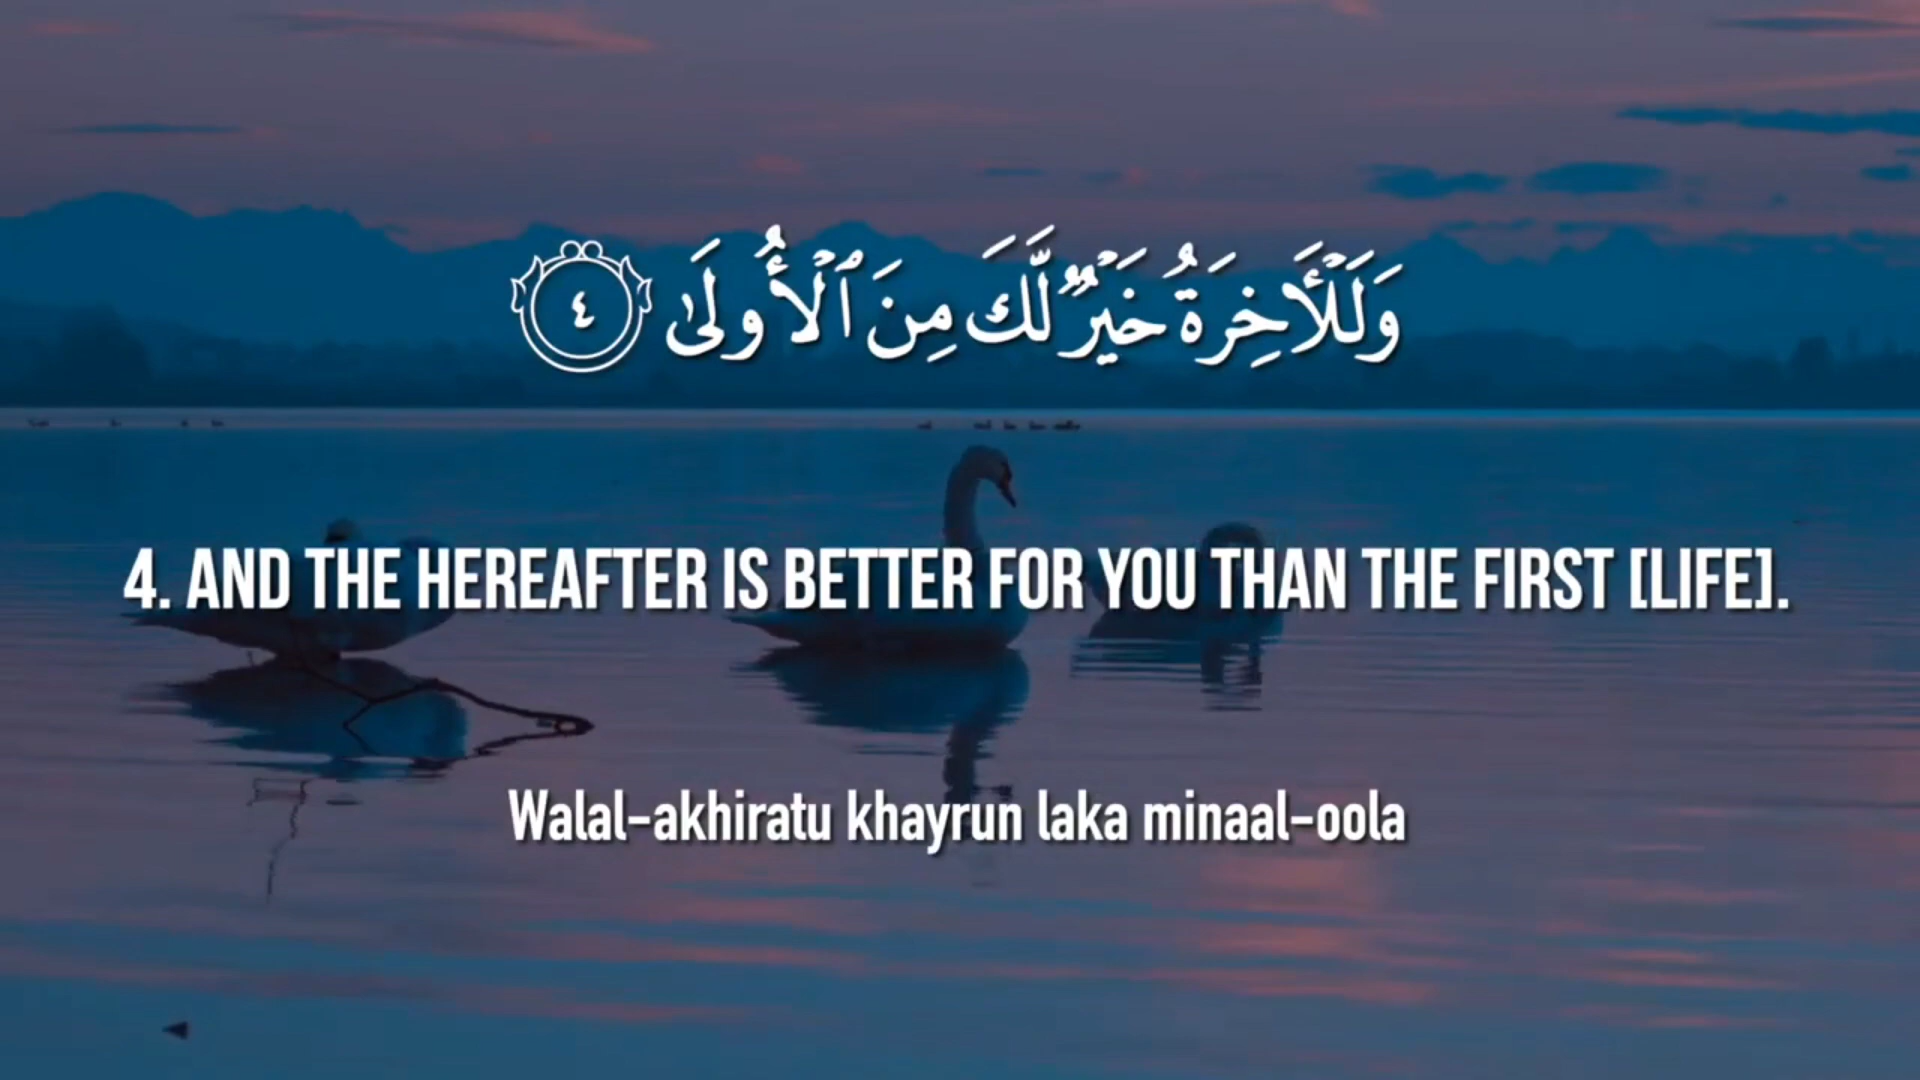 وَلَلْأَخِرَةُ خَيْرٌ لَّكَ مِنَ ٱلْأُولَىٰ ٤
4. AND THE HEREAFTER IS BETTER FOR YOU THAN THE FIRST [LIFE].
Walal-akhiratu khayrun laka minaal-oola